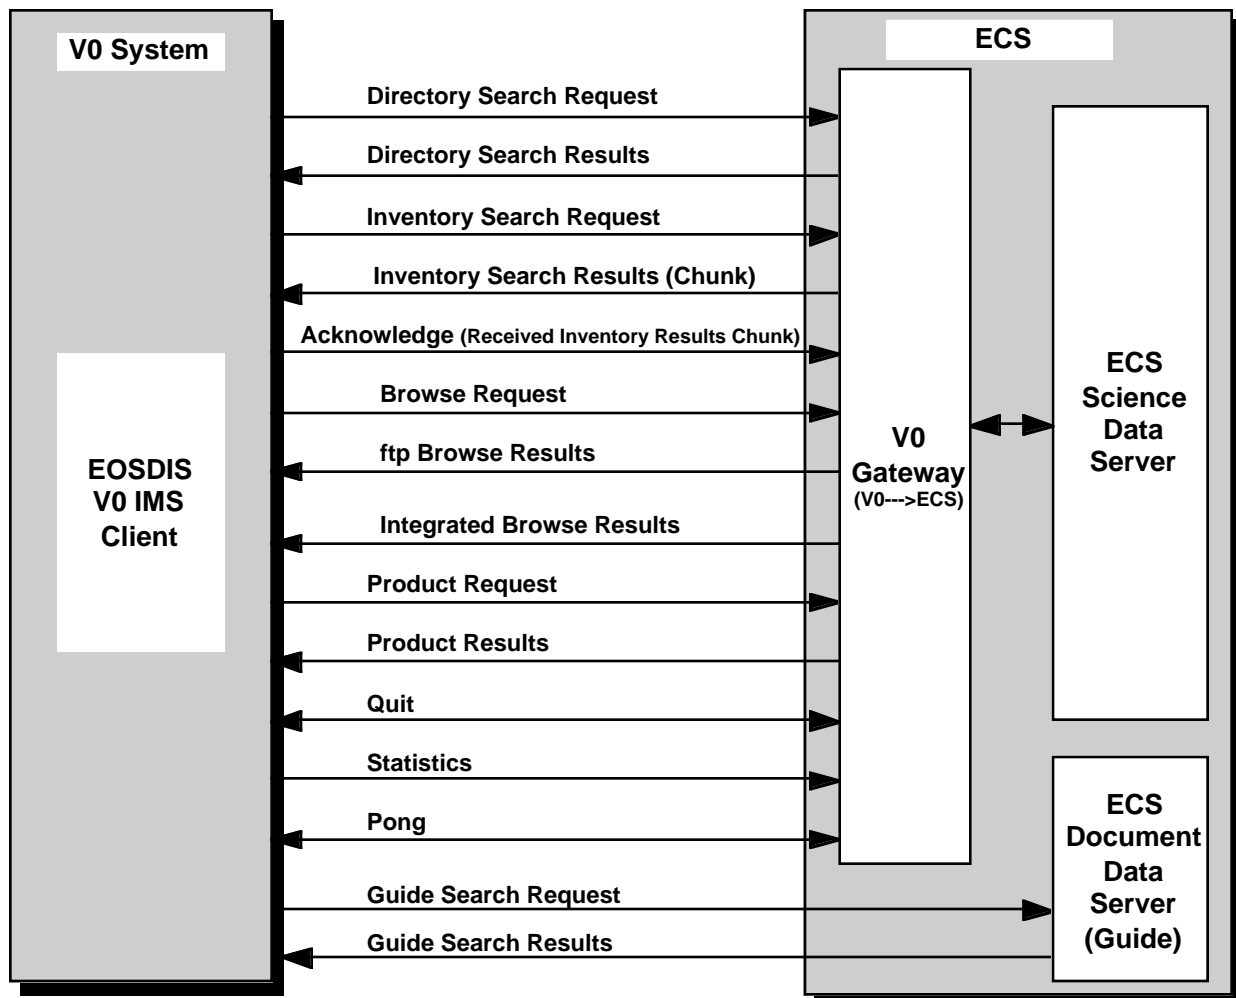 V0 System
ECS
Directory Search Request
Directory Search Results
Inventory Search Request
Inventory Search Results (Chunk)
Acknowledge (Received Inventory Results Chunk)
Browse Request
ftp Browse Results
Integrated Browse Results
Product Request
Product Results
Quit
Statistics
Pong
Guide Search Request
Guide Search Results
EOSDIS
V0 IMS
Client
V0
Gateway
(V0--->ECS)
ECS
Science
Data
Server
ECS
Document
Data
Server
(Guide)